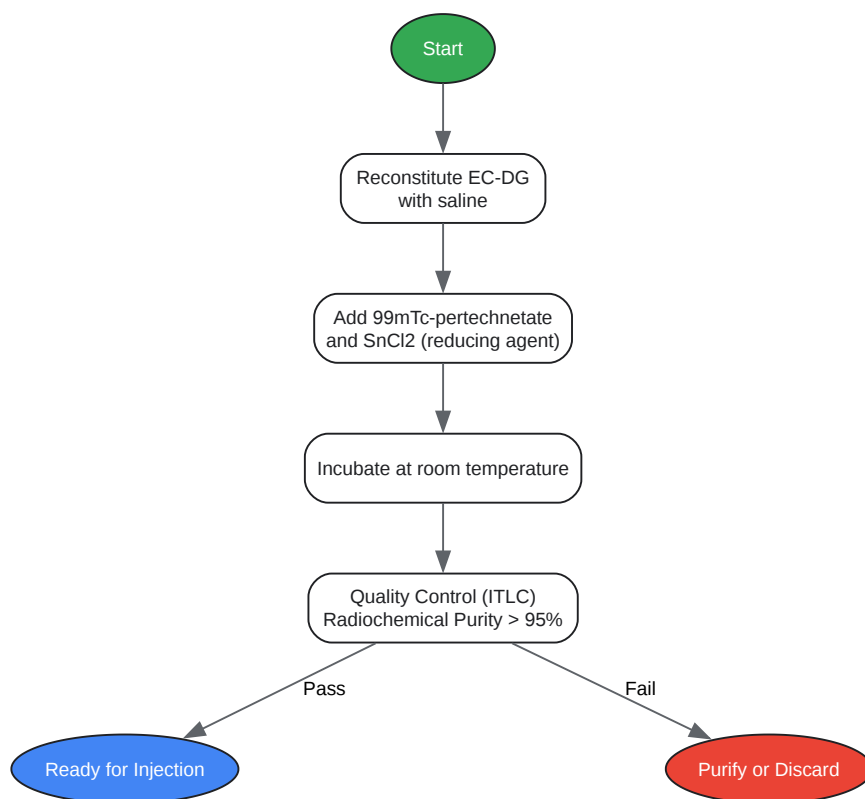 Start
Reconstitute EC-DG
with saline
Add 99mTc-pertechnetate
and SnCl2 (reducing agent)
Incubate at room temperature
Quality Control (ITLC)
Radiochemical Purity > 95%
Pass
Fail
Ready for Injection
Purify or Discard